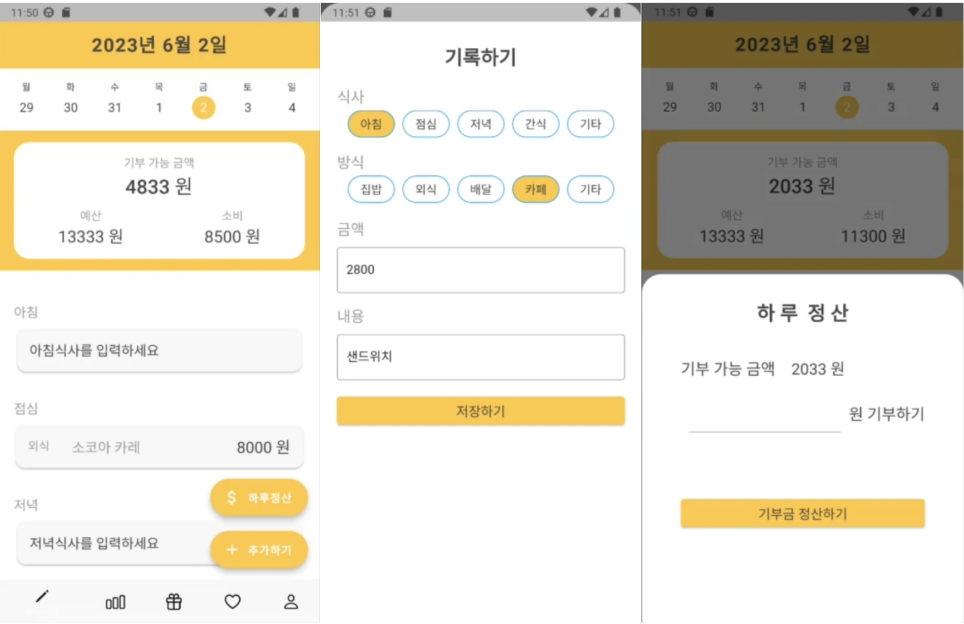 11:50
2023년 6월 2일
월 화 수 목 금 토 일
29 30 31 1 2 3 4
기부 가능 금액
4833 원
예산 소비
13333 원 8500 원
아침
아침식사를 입력하세요
점심
외식 소코아 카레 8000 원
$ 하루정산
저녁
저녁식사를 입력하세요
+ 추가하기
11:51
기록하기
식사
아침 점심 저녁 간식 기타
방식
집밥 외식 배달 카페 기타
금액
2800
내용
샌드위치
저장하기
11:51
2023년 6월 2일
월 화 수 목 금 토 일
29 30 31 1 2 3 4
기부 가능 금액
2033 원
예산 소비
13333 원 11300 원
하루 정산
기부 가능 금액 2033 원
원 기부하기
기부금 정산하기